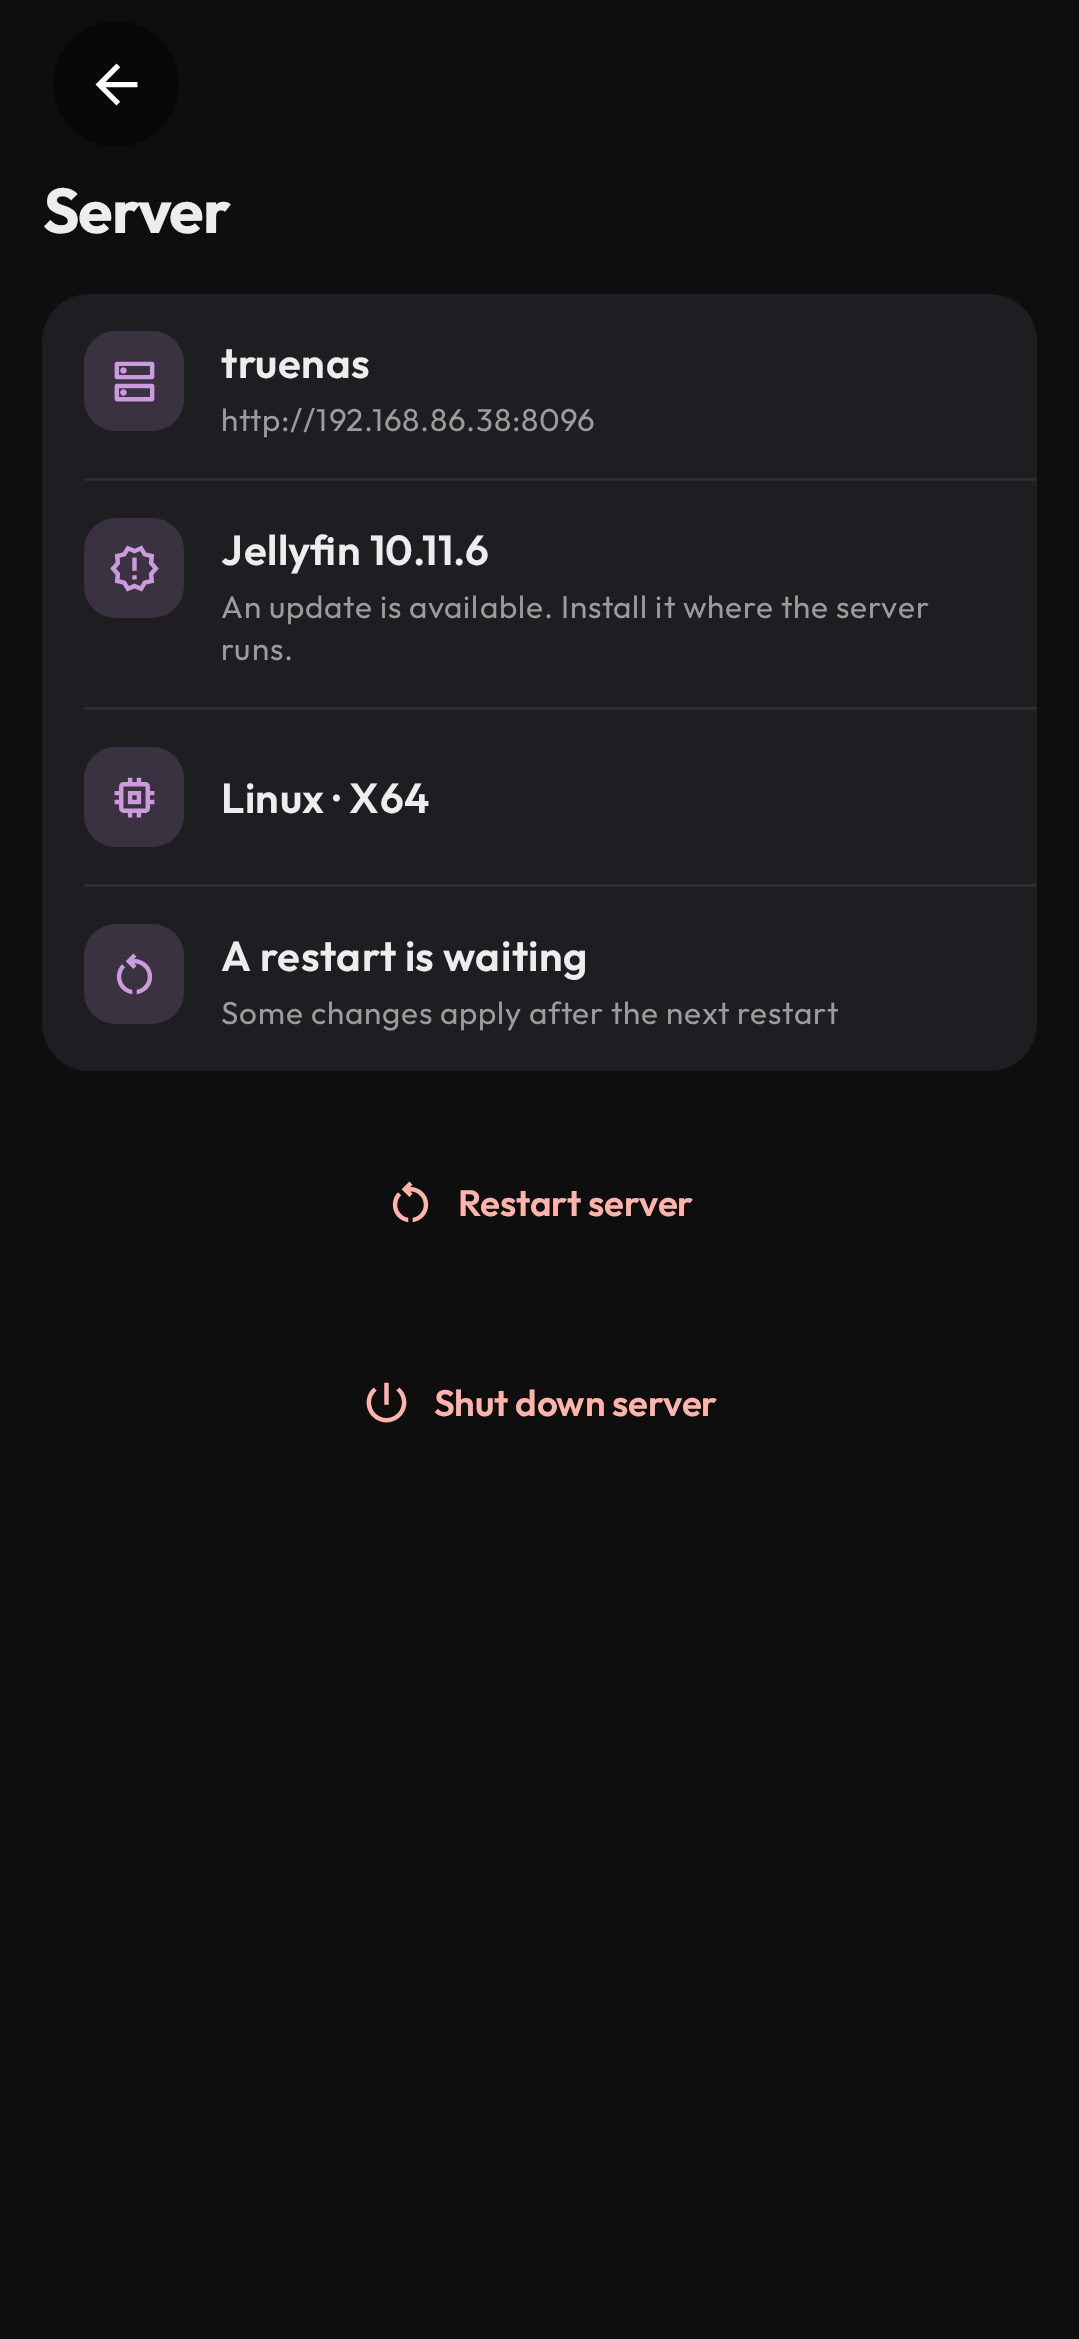 Server
truenas
http://192.168.86.38:8096
Jellyfin 10.11.6
An update is available. Install it where the server
runs.
Linux · X64
A restart is waiting
Some changes apply after the next restart
Restart server
Shut down server